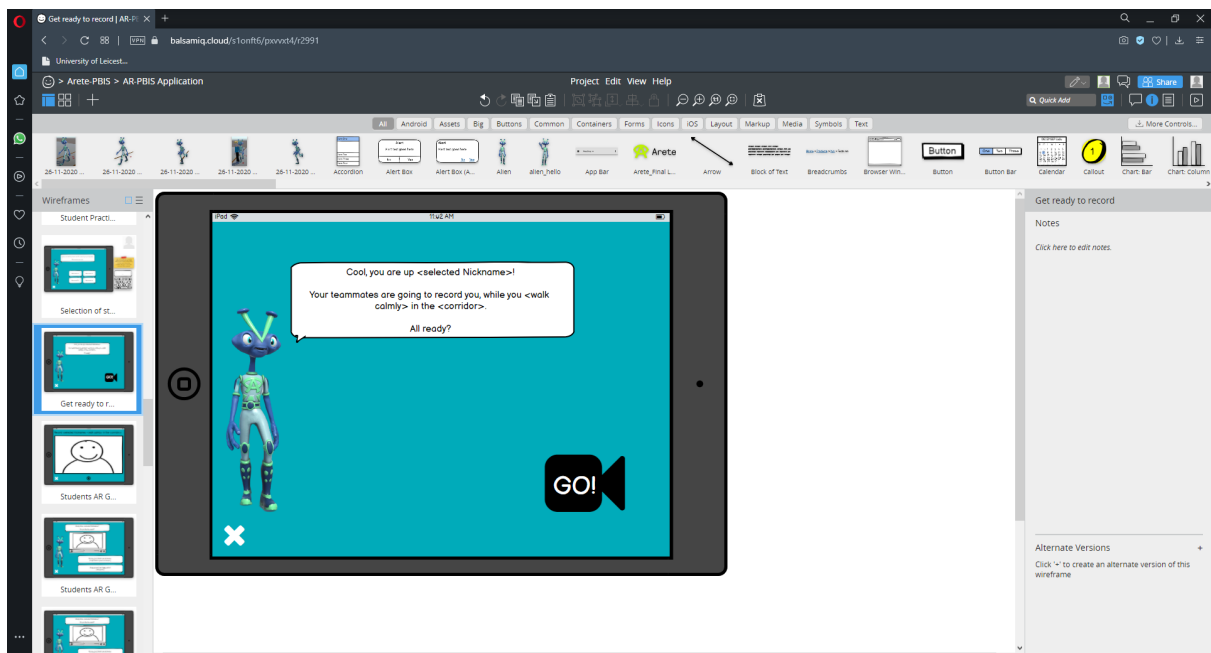 Get ready to record | AR-PI
VPN
balsamiq.cloud/s1onft6/pxvvxt4/r2991
University of Leicest...
> Arete-PBIS > AR-PBIS Application
Project Edit View Help
Share
Quick Add
All Android Assets Big Buttons Common Containers Forms Icons iOS Layout Markup Media Symbols Text
More Controls...
Arete
Button
1
26-11-2020 ... 26-11-2020 ... 26-11-2020 ... 26-11-2020 ... 26-11-2020 ... Accordion Alert Box Alert Box (A... Alien alien_hello App Bar Arete_Final L... Arrow Block of Text Breadcrumbs Browser Win... Button Button Bar Calendar Callout Chart: Bar Chart: Column
Wireframes
Student Practi...
Selection of st...
Get ready to r...
Students AR G...
Students AR G...
iPod
11:42 AM
Cool, you are up <selected Nickname>!
Your teammates are going to record you, while you <walk
calmly> in the <corridor>.
All ready?
GO!
Get ready to record
Notes
Click here to edit notes.
Alternate Versions +
Click '+' to create an alternate version of this
wireframe